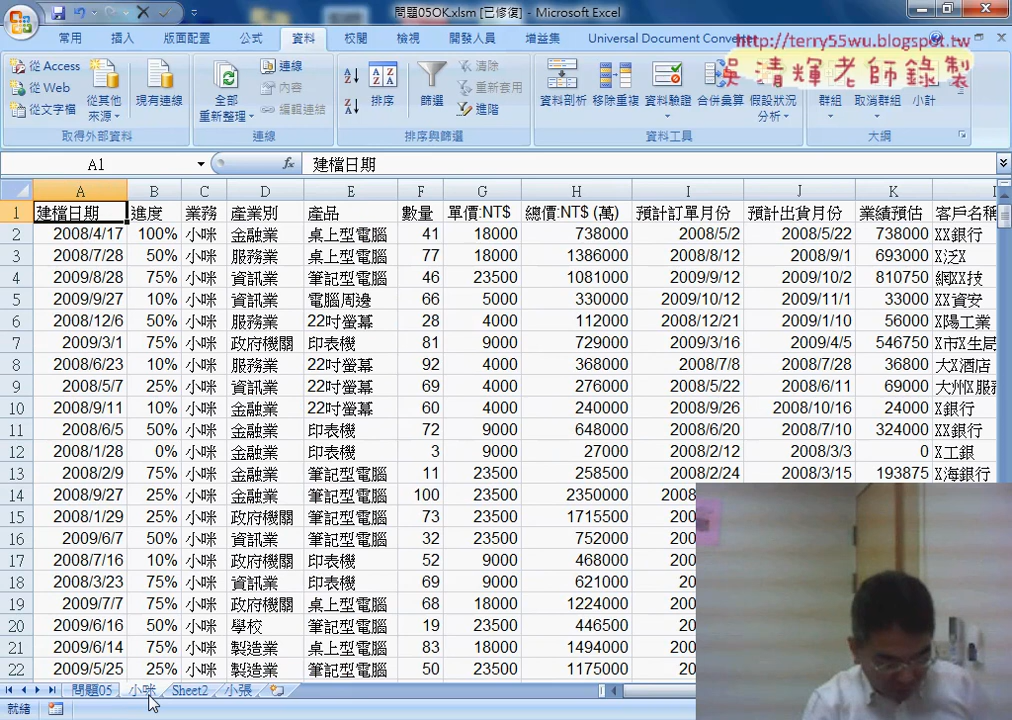 問題05OK.xlsm [已修復] - Microsoft Excel
常用 插入 版面配置 公式 資料 校閱 檢視 開發人員 增益集 Universal Document Conve
http://terry55wu.blogspot.tw
吳清輝老師錄製
從 Access
從 Web
從文字檔
從其他來源
現有連線
取得外部資料
全部重新整理
連線
內容
編輯連結
連線
排序
篩選
清除
重新套用
進階
排序與篩選
資料剖析 移除重複 資料驗證 合併彙算 假設狀況分析
資料工具
群組 取消群組 小計
大綱
A1 fx 建檔日期
A B C D E F G H I J K
1 建檔日期 進度 業務 產業別 產品 數量 單價:NT$ 總價:NT$ (萬) 預計訂單月份 預計出貨月份 業績預估 客戶名稱
2 2008/4/17 100% 小咪 金融業 桌上型電腦 41 18000 738000 2008/5/2 2008/5/22 738000 XX銀行
3 2008/7/28 50% 小咪 服務業 桌上型電腦 77 18000 1386000 2008/8/12 2008/9/1 693000 X泛X
4 2009/8/28 75% 小咪 資訊業 筆記型電腦 46 23500 1081000 2009/9/12 2009/10/2 810750 網XX技
5 2009/9/27 10% 小咪 資訊業 電腦周邊 66 5000 330000 2009/10/12 2009/11/1 33000 XX資安
6 2008/12/6 50% 小咪 服務業 22吋螢幕 28 4000 112000 2008/12/21 2009/1/10 56000 X陽工業
7 2009/3/1 75% 小咪 政府機關 印表機 81 9000 729000 2009/3/16 2009/4/5 546750 X市X生局
8 2008/6/23 10% 小咪 服務業 22吋螢幕 92 4000 368000 2008/7/8 2008/7/28 36800 大X酒店
9 2008/5/7 25% 小咪 資訊業 22吋螢幕 69 4000 276000 2008/5/22 2008/6/11 69000 大州X服
10 2008/9/11 10% 小咪 金融業 22吋螢幕 60 4000 240000 2008/9/26 2008/10/16 24000 X銀行
11 2008/6/5 50% 小咪 金融業 印表機 72 9000 648000 2008/6/20 2008/7/10 324000 XX銀行
12 2008/1/28 0% 小咪 金融業 印表機 3 9000 27000 2008/2/12 2008/3/3 0 X工銀
13 2008/2/9 75% 小咪 金融業 筆記型電腦 11 23500 258500 2008/2/24 2008/3/15 193875 X海銀行
14 2008/9/27 25% 小咪 金融業 筆記型電腦 100 23500 2350000 2008
15 2008/1/29 25% 小咪 政府機關 筆記型電腦 73 23500 1715500 200
16 2009/6/7 50% 小咪 資訊業 筆記型電腦 32 23500 752000 200
17 2008/7/16 10% 小咪 政府機關 印表機 52 9000 468000 20
18 2008/3/23 75% 小咪 資訊業 印表機 69 9000 621000 20
19 2009/7/7 75% 小咪 政府機關 桌上型電腦 68 18000 1224000 200
20 2009/6/16 50% 小咪 學校 筆記型電腦 19 23500 446500 20
21 2009/6/14 75% 小咪 製造業 桌上型電腦 83 18000 1494000 200
22 2009/5/25 25% 小咪 製造業 筆記型電腦 50 23500 1175000 20
問題05 小咪 Sheet2 小張
就緒